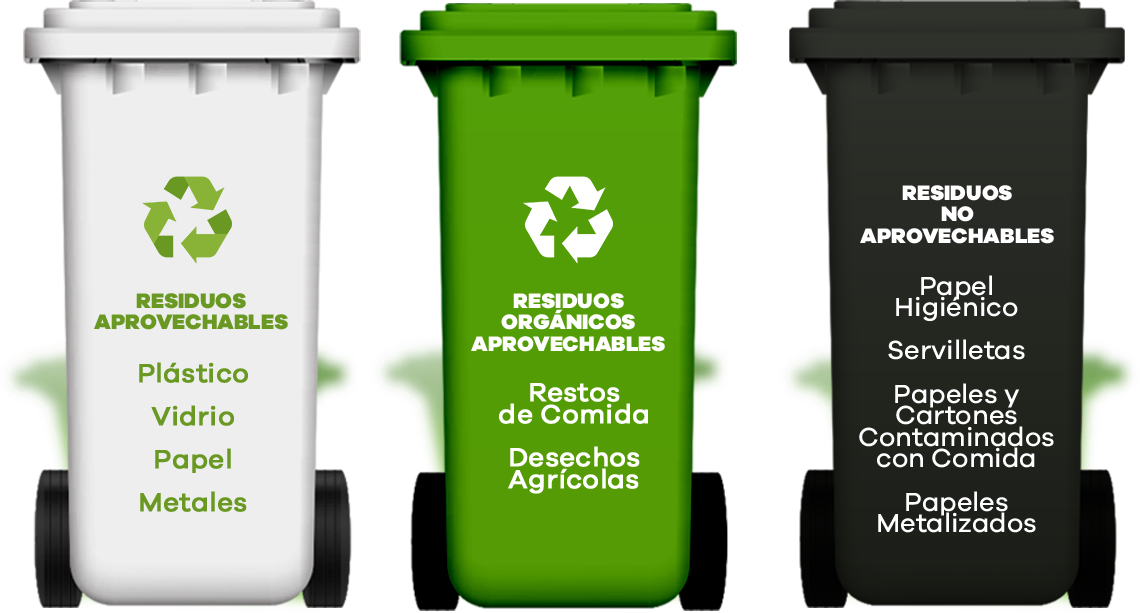 RESIDUOS
APROVECHABLES
Plástico
Vidrio
Papel
Metales
RESIDUOS
ORGÁNICOS
APROVECHABLES
Restos
de Comida
Desechos
Agrícolas
RESIDUOS
NO
APROVECHABLES
Papel
Higiénico
Servilletas
Papeles y
Cartones
Contaminados
con Comida
Papeles
Metalizados